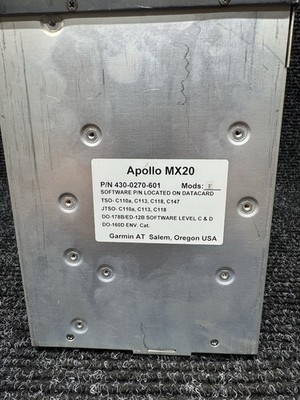 Apollo MX20
P/N 430-0270-601 Mods: E
SOFTWARE P/N LOCATED ON DATACARD
TSO- C110a, C113, C118, C147
JTSO- C110a, C113, C118
DO-178B/ED-12B SOFTWARE LEVEL C & D
DO-160D ENV. Cat.
Garmin AT Salem, Oregon USA